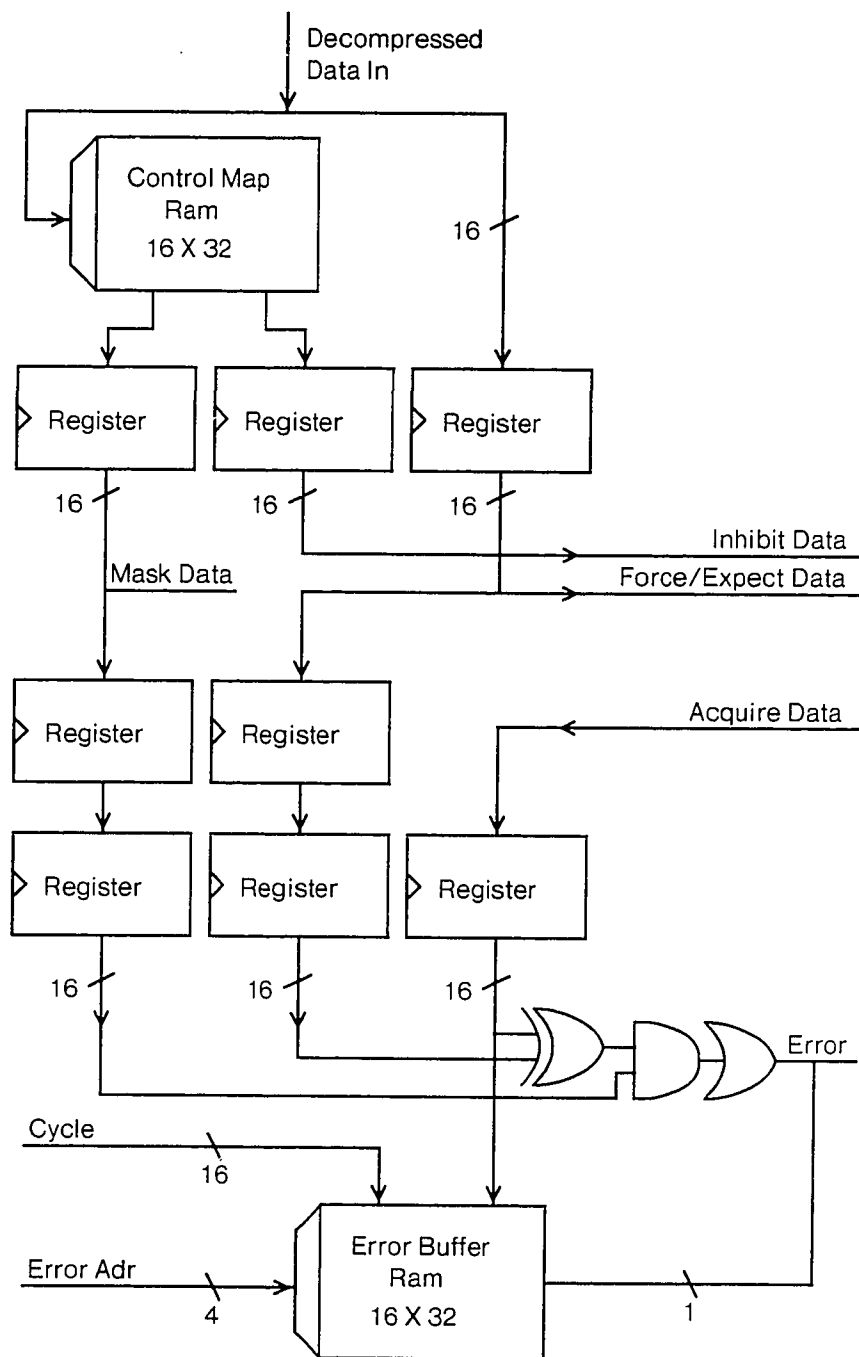 Decompressed
Data In
Control Map
Ram
16 X 32
16
Register
Register
Register
16
16
16
Inhibit Data
Mask Data
Force/Expect Data
Register
Register
Acquire Data
Register
Register
Register
16
16
16
Error
Cycle
16
Error Buffer
Ram
16 X 32
Error Adr
4
1